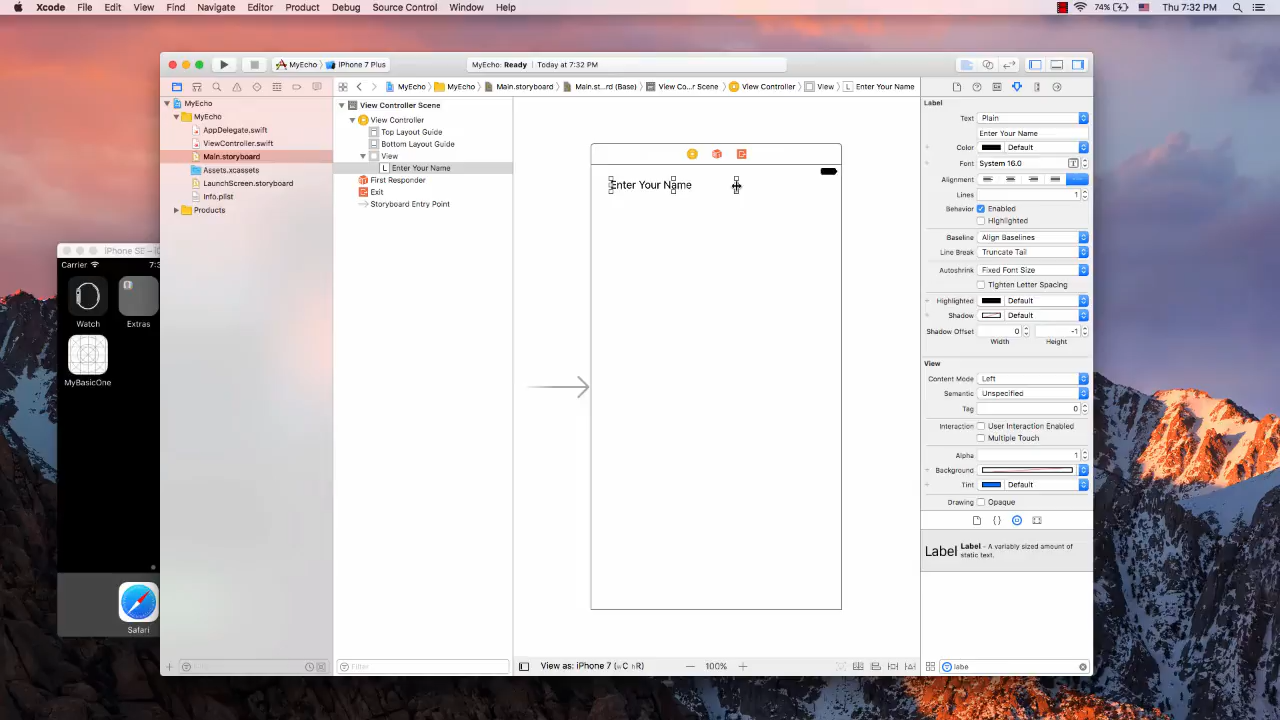 Xcode File Edit View Find Navigate Editor Product Debug Source Control Window Help 74% Thu 7:32 PM
MyEcho iPhone 7 Plus MyEcho: Ready Today at 7:32 PM
MyEcho MyEcho Main.storyboard Main.st...rd (Base) View Co...r Scene View Controller View L Enter Your Name
MyEcho
MyEcho
AppDelegate.swift
ViewController.swift
Main.storyboard
Assets.xcassets
LaunchScreen.storyboard
Info.plist
Products
View Controller Scene
View Controller
Top Layout Guide
Bottom Layout Guide
View
L Enter Your Name
First Responder
Exit
Storyboard Entry Point
Enter Your Name
Label
Text Plain
Enter Your Name
Color Default
Font System 16.0
Alignment
Lines 1
Behavior Enabled
Highlighted
Baseline Align Baselines
Line Break Truncate Tail
Autoshrink Fixed Font Size
Tighten Letter Spacing
Highlighted Default
Shadow Default
Shadow Offset 0 -1
Width Height
View
Content Mode Left
Semantic Unspecified
Tag 0
Interaction User Interaction Enabled
Multiple Touch
Alpha 1
Background
Tint Default
Drawing Opaque
Label Label - A variably sized amount of static text.
iPhone SE
Carrier 7:3
Watch Extras
MyBasicOne
Safari
Filter
View as: iPhone 7 (wC hR) 100%
labe